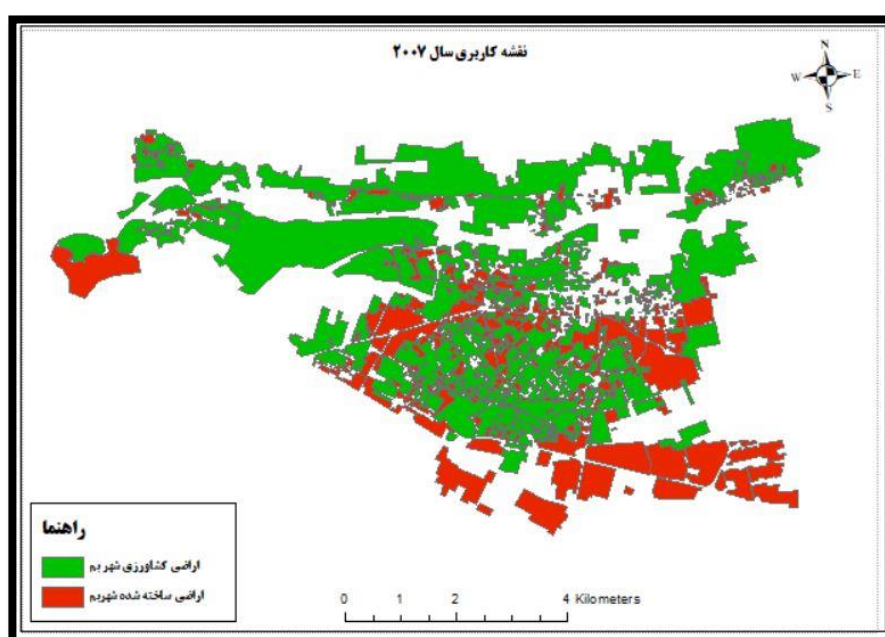 نقشه کاربری سال ۲۰۰۷
N
W E
S
راهنما
اراضی کشاورزی شهر بم
اراضی ساخته شده شهر بم
0 1 2 4 Kilometers